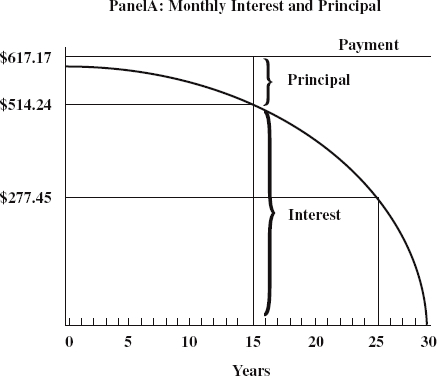 PanelA: Monthly Interest and Principal
Payment
$617.17
Principal
$514.24
$277.45
Interest
0 5 10 15 20 25 30
Years